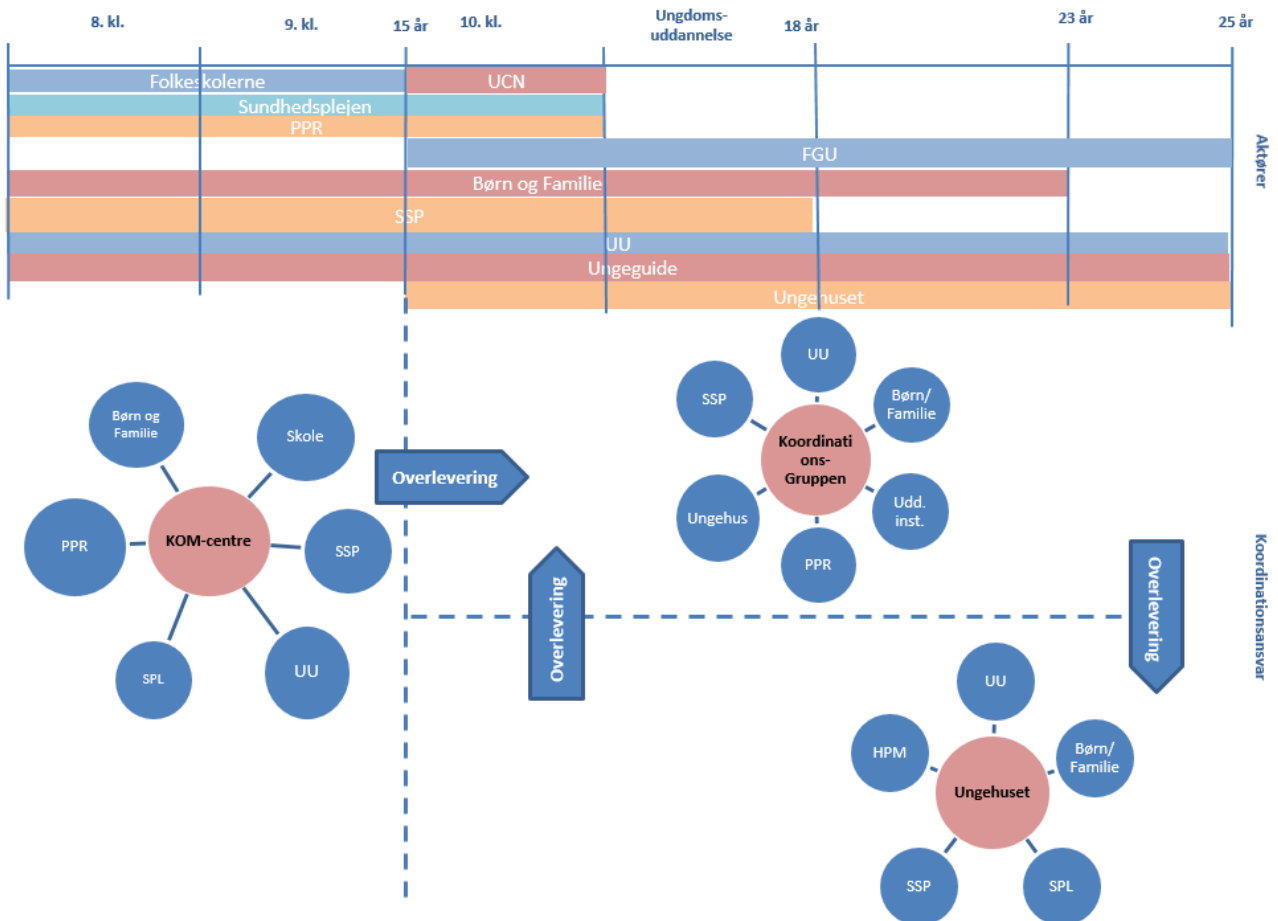 8. kl.
9. kl.
15 år
10. kl.
Ungdoms-
uddannelse
18 år
23 år
25 år
Folkeskolerne
UCN
Sundhedsplejen
PPR
FGU
Børn og Familie
SSP
UU
Ungeguide
Ungehuset
Aktører
Børn og
Familie
Skole
PPR
KOM-centre
SSP
SPL
UU
Overlevering
UU
SSP
Børn/
Familie
Koordinati
ons-
Gruppen
Ungehus
Udd.
inst.
PPR
Overlevering
Overlevering
Koordinationsansvar
UU
HPM
Børn/
Familie
Ungehuset
SSP
SPL